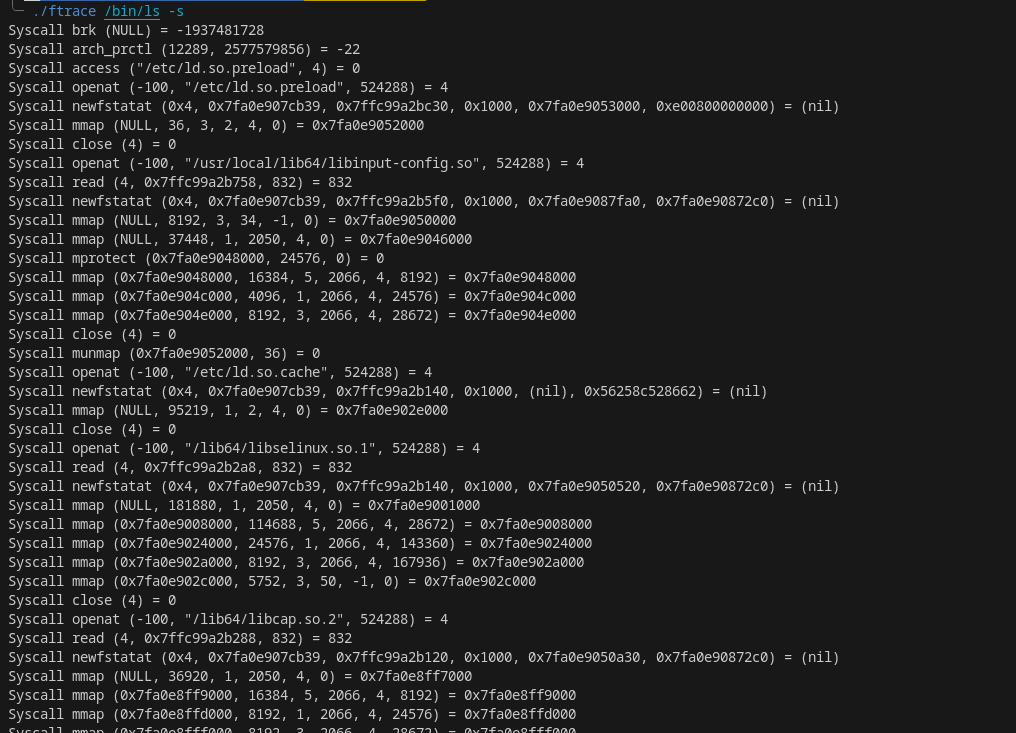 ./ftrace /bin/ls -s
Syscall brk (NULL) = -1937481728
Syscall arch_prctl (12289, 2577579856) = -22
Syscall access ("/etc/ld.so.preload", 4) = 0
Syscall openat (-100, "/etc/ld.so.preload", 524288) = 4
Syscall newfstatat (0x4, 0x7fa0e907cb39, 0x7ffc99a2bc30, 0x1000, 0x7fa0e9053000, 0xe00800000000) = (nil)
Syscall mmap (NULL, 36, 3, 2, 4, 0) = 0x7fa0e9052000
Syscall close (4) = 0
Syscall openat (-100, "/usr/local/lib64/libinput-config.so", 524288) = 4
Syscall read (4, 0x7ffc99a2b758, 832) = 832
Syscall newfstatat (0x4, 0x7fa0e907cb39, 0x7ffc99a2b5f0, 0x1000, 0x7fa0e9087fa0, 0x7fa0e90872c0) = (nil)
Syscall mmap (NULL, 8192, 3, 34, -1, 0) = 0x7fa0e9050000
Syscall mmap (NULL, 37448, 1, 2050, 4, 0) = 0x7fa0e9046000
Syscall mprotect (0x7fa0e9048000, 24576, 0) = 0
Syscall mmap (0x7fa0e9048000, 16384, 5, 2066, 4, 8192) = 0x7fa0e9048000
Syscall mmap (0x7fa0e904c000, 4096, 1, 2066, 4, 24576) = 0x7fa0e904c000
Syscall mmap (0x7fa0e904e000, 8192, 3, 2066, 4, 28672) = 0x7fa0e904e000
Syscall close (4) = 0
Syscall munmap (0x7fa0e9052000, 36) = 0
Syscall openat (-100, "/etc/ld.so.cache", 524288) = 4
Syscall newfstatat (0x4, 0x7fa0e907cb39, 0x7ffc99a2b140, 0x1000, (nil), 0x56258c528662) = (nil)
Syscall mmap (NULL, 95219, 1, 2, 4, 0) = 0x7fa0e902e000
Syscall close (4) = 0
Syscall openat (-100, "/lib64/libselinux.so.1", 524288) = 4
Syscall read (4, 0x7ffc99a2b2a8, 832) = 832
Syscall newfstatat (0x4, 0x7fa0e907cb39, 0x7ffc99a2b140, 0x1000, 0x7fa0e9050520, 0x7fa0e90872c0) = (nil)
Syscall mmap (NULL, 181880, 1, 2050, 4, 0) = 0x7fa0e9001000
Syscall mmap (0x7fa0e9008000, 114688, 5, 2066, 4, 28672) = 0x7fa0e9008000
Syscall mmap (0x7fa0e9024000, 24576, 1, 2066, 4, 143360) = 0x7fa0e9024000
Syscall mmap (0x7fa0e902a000, 8192, 3, 2066, 4, 167936) = 0x7fa0e902a000
Syscall mmap (0x7fa0e902c000, 5752, 3, 50, -1, 0) = 0x7fa0e902c000
Syscall close (4) = 0
Syscall openat (-100, "/lib64/libcap.so.2", 524288) = 4
Syscall read (4, 0x7ffc99a2b288, 832) = 832
Syscall newfstatat (0x4, 0x7fa0e907cb39, 0x7ffc99a2b120, 0x1000, 0x7fa0e9050a30, 0x7fa0e90872c0) = (nil)
Syscall mmap (NULL, 36920, 1, 2050, 4, 0) = 0x7fa0e8ff7000
Syscall mmap (0x7fa0e8ff9000, 16384, 5, 2066, 4, 8192) = 0x7fa0e8ff9000
Syscall mmap (0x7fa0e8ffd000, 8192, 1, 2066, 4, 24576) = 0x7fa0e8ffd000
Syscall mmap (0x7fa0e8fff000, 8192, 3, 2066, 4, 28672) = 0x7fa0e8fff000